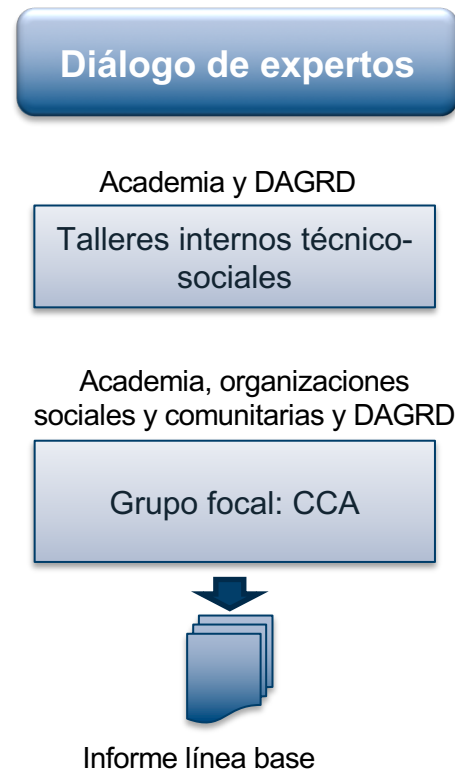 Diálogo de expertos
Academia y DAGRD
Talleres internos técnico-
sociales
Academia, organizaciones
sociales y comunitarias y DAGRD
Grupo focal: CCA
Informe línea base